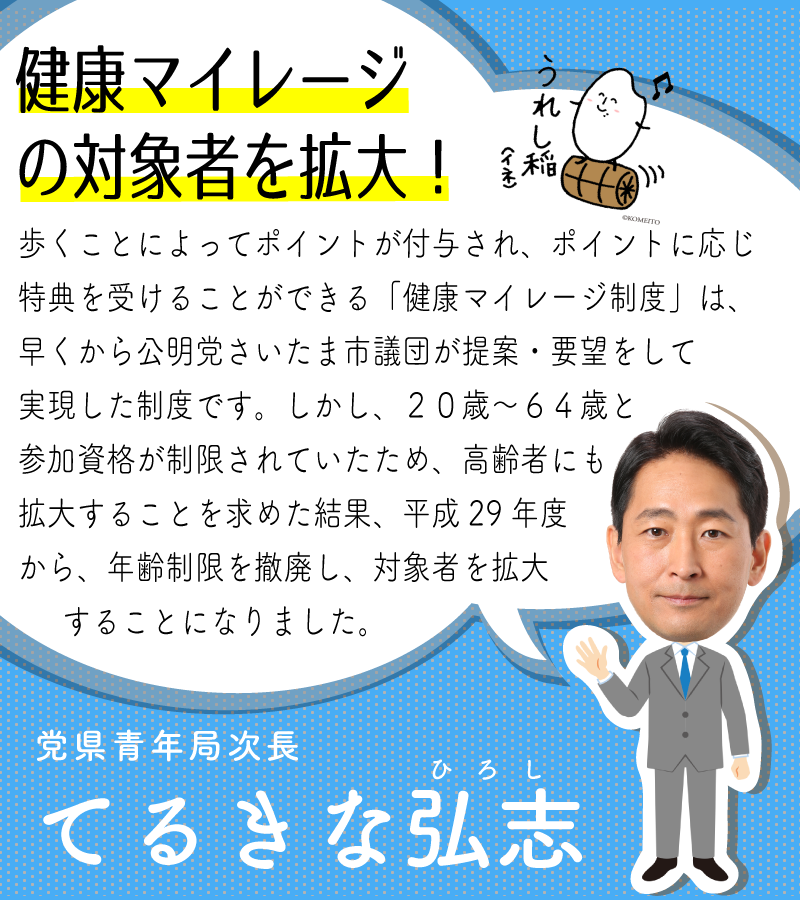 健康マイレージ
の対象者を拡大！
うれし稲
（イネ）
©KOMEITO
歩くことによってポイントが付与され、ポイントに応じ
特典を受けることができる「健康マイレージ制度」は、
早くから公明党さいたま市議団が提案・要望をして
実現した制度です。しかし、２０歳～６４歳と
参加資格が制限されていたため、高齢者にも
拡大することを求めた結果、平成29年度
から、年齢制限を撤廃し、対象者を拡大
することになりました。
党県青年局次長
ひろし
てるきな弘志